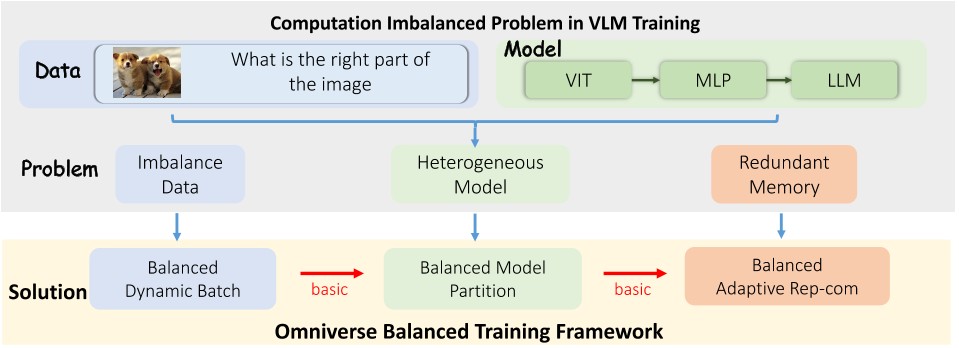 Computation Imbalanced Problem in VLM Training
Data
What is the right part of
the image
Model
VIT
MLP
LLM
Problem
Imbalance
Data
Heterogeneous
Model
Redundant
Memory
Solution
Balanced
Dynamic Batch
basic
Balanced Model
Partition
basic
Balanced
Adaptive Rep-com
Omniverse Balanced Training Framework